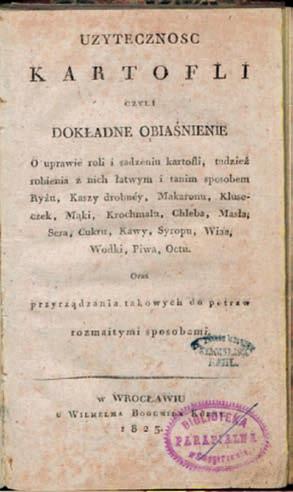 UZYTECZNOSC
KARTOFLI
CZYLI
DOKŁADNE OBIAŚNIENIE
O uprawie roli i sadzeniu kartofli, tudzież
robienia z nich łatwym i tanim sposobem
Ryżu, Kaszy drobnéy, Makaronu, Klusec-
czek, Mąki, Krochmalu, Chleba, Masła,
Sera, Cukru, Kawy, Syropu, Wina,
Wodki, Piwa, Octu.
Oraz
przyrządzania takowych do potraw
rozmaitymi sposobami.
w WROCŁAWIU
U WILHELMA BOGUMIŁA KORNA
1825.
BIBLIOTEKA
PARAFIALNA